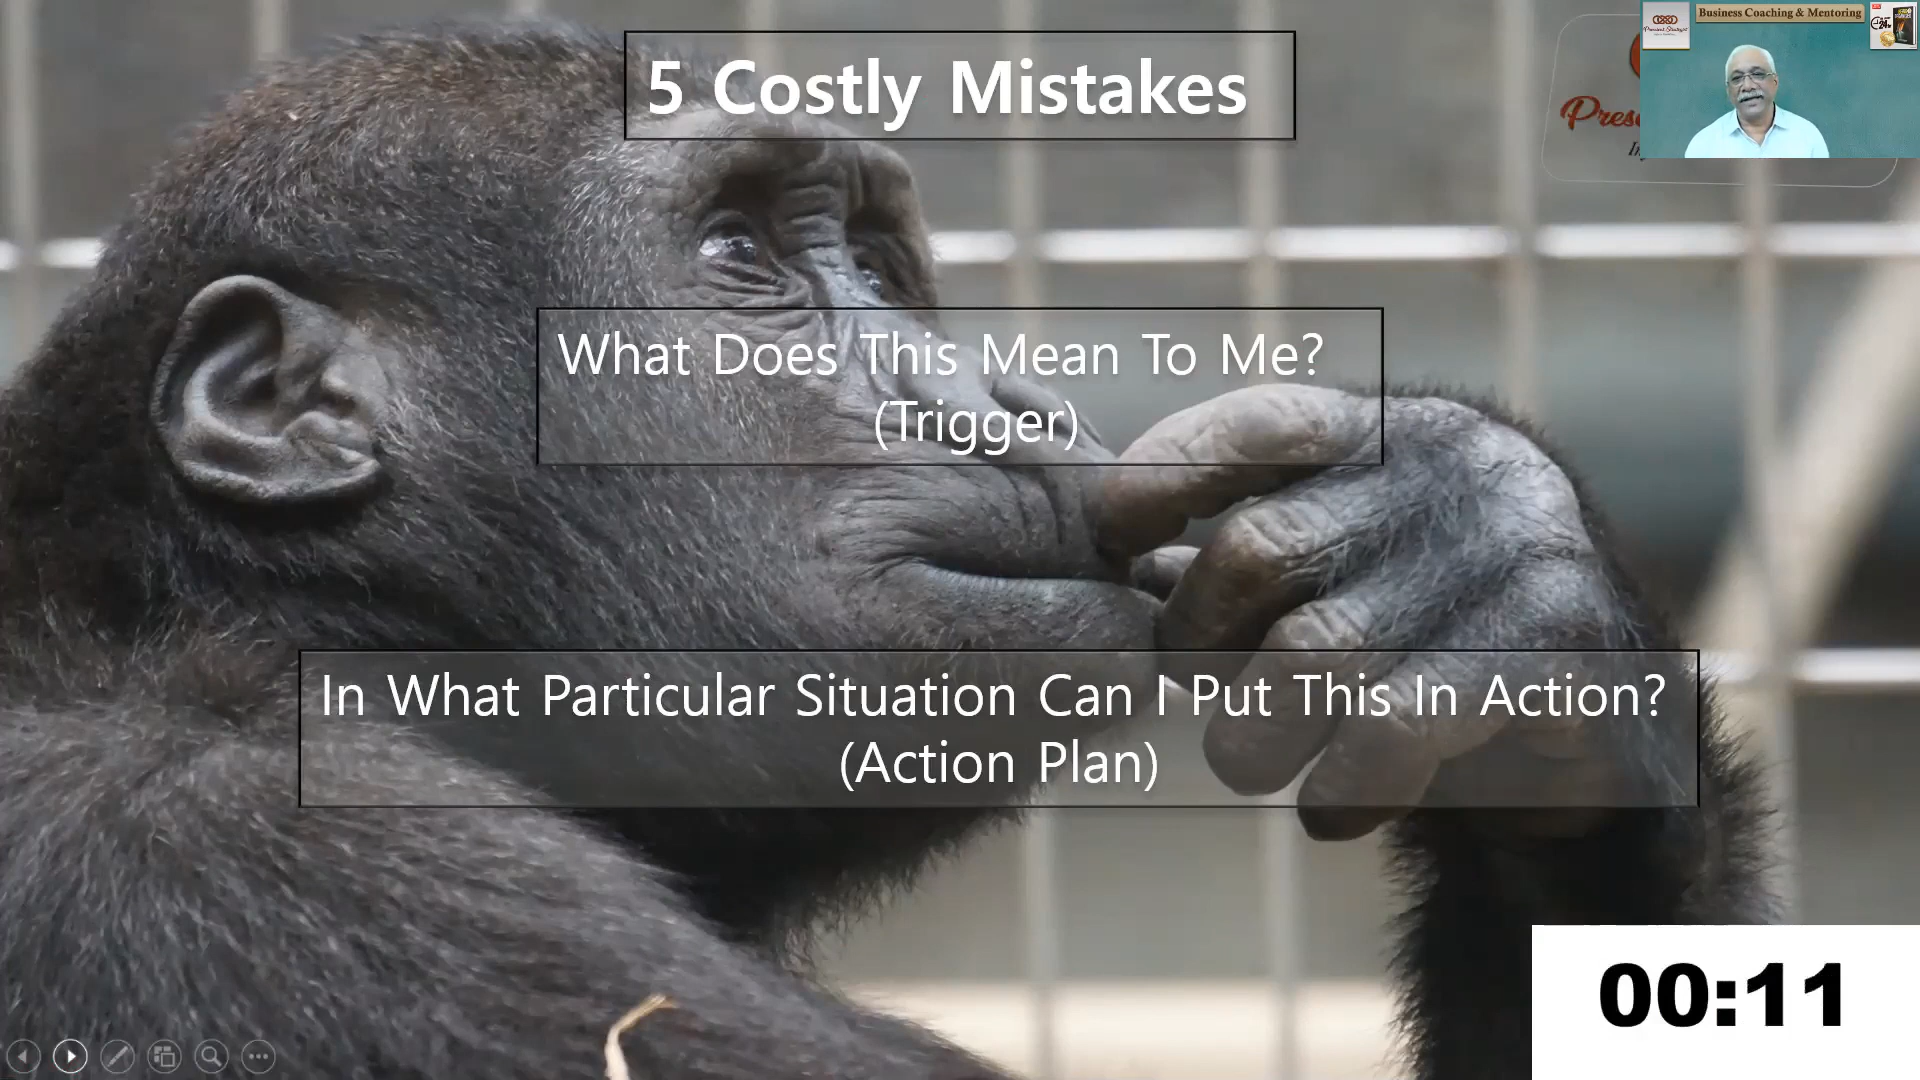 5 Costly Mistakes
Business Coaching & Mentoring
What Does This Mean To Me?
(Trigger)
In What Particular Situation Can I Put This In Action?
(Action Plan)
00:11